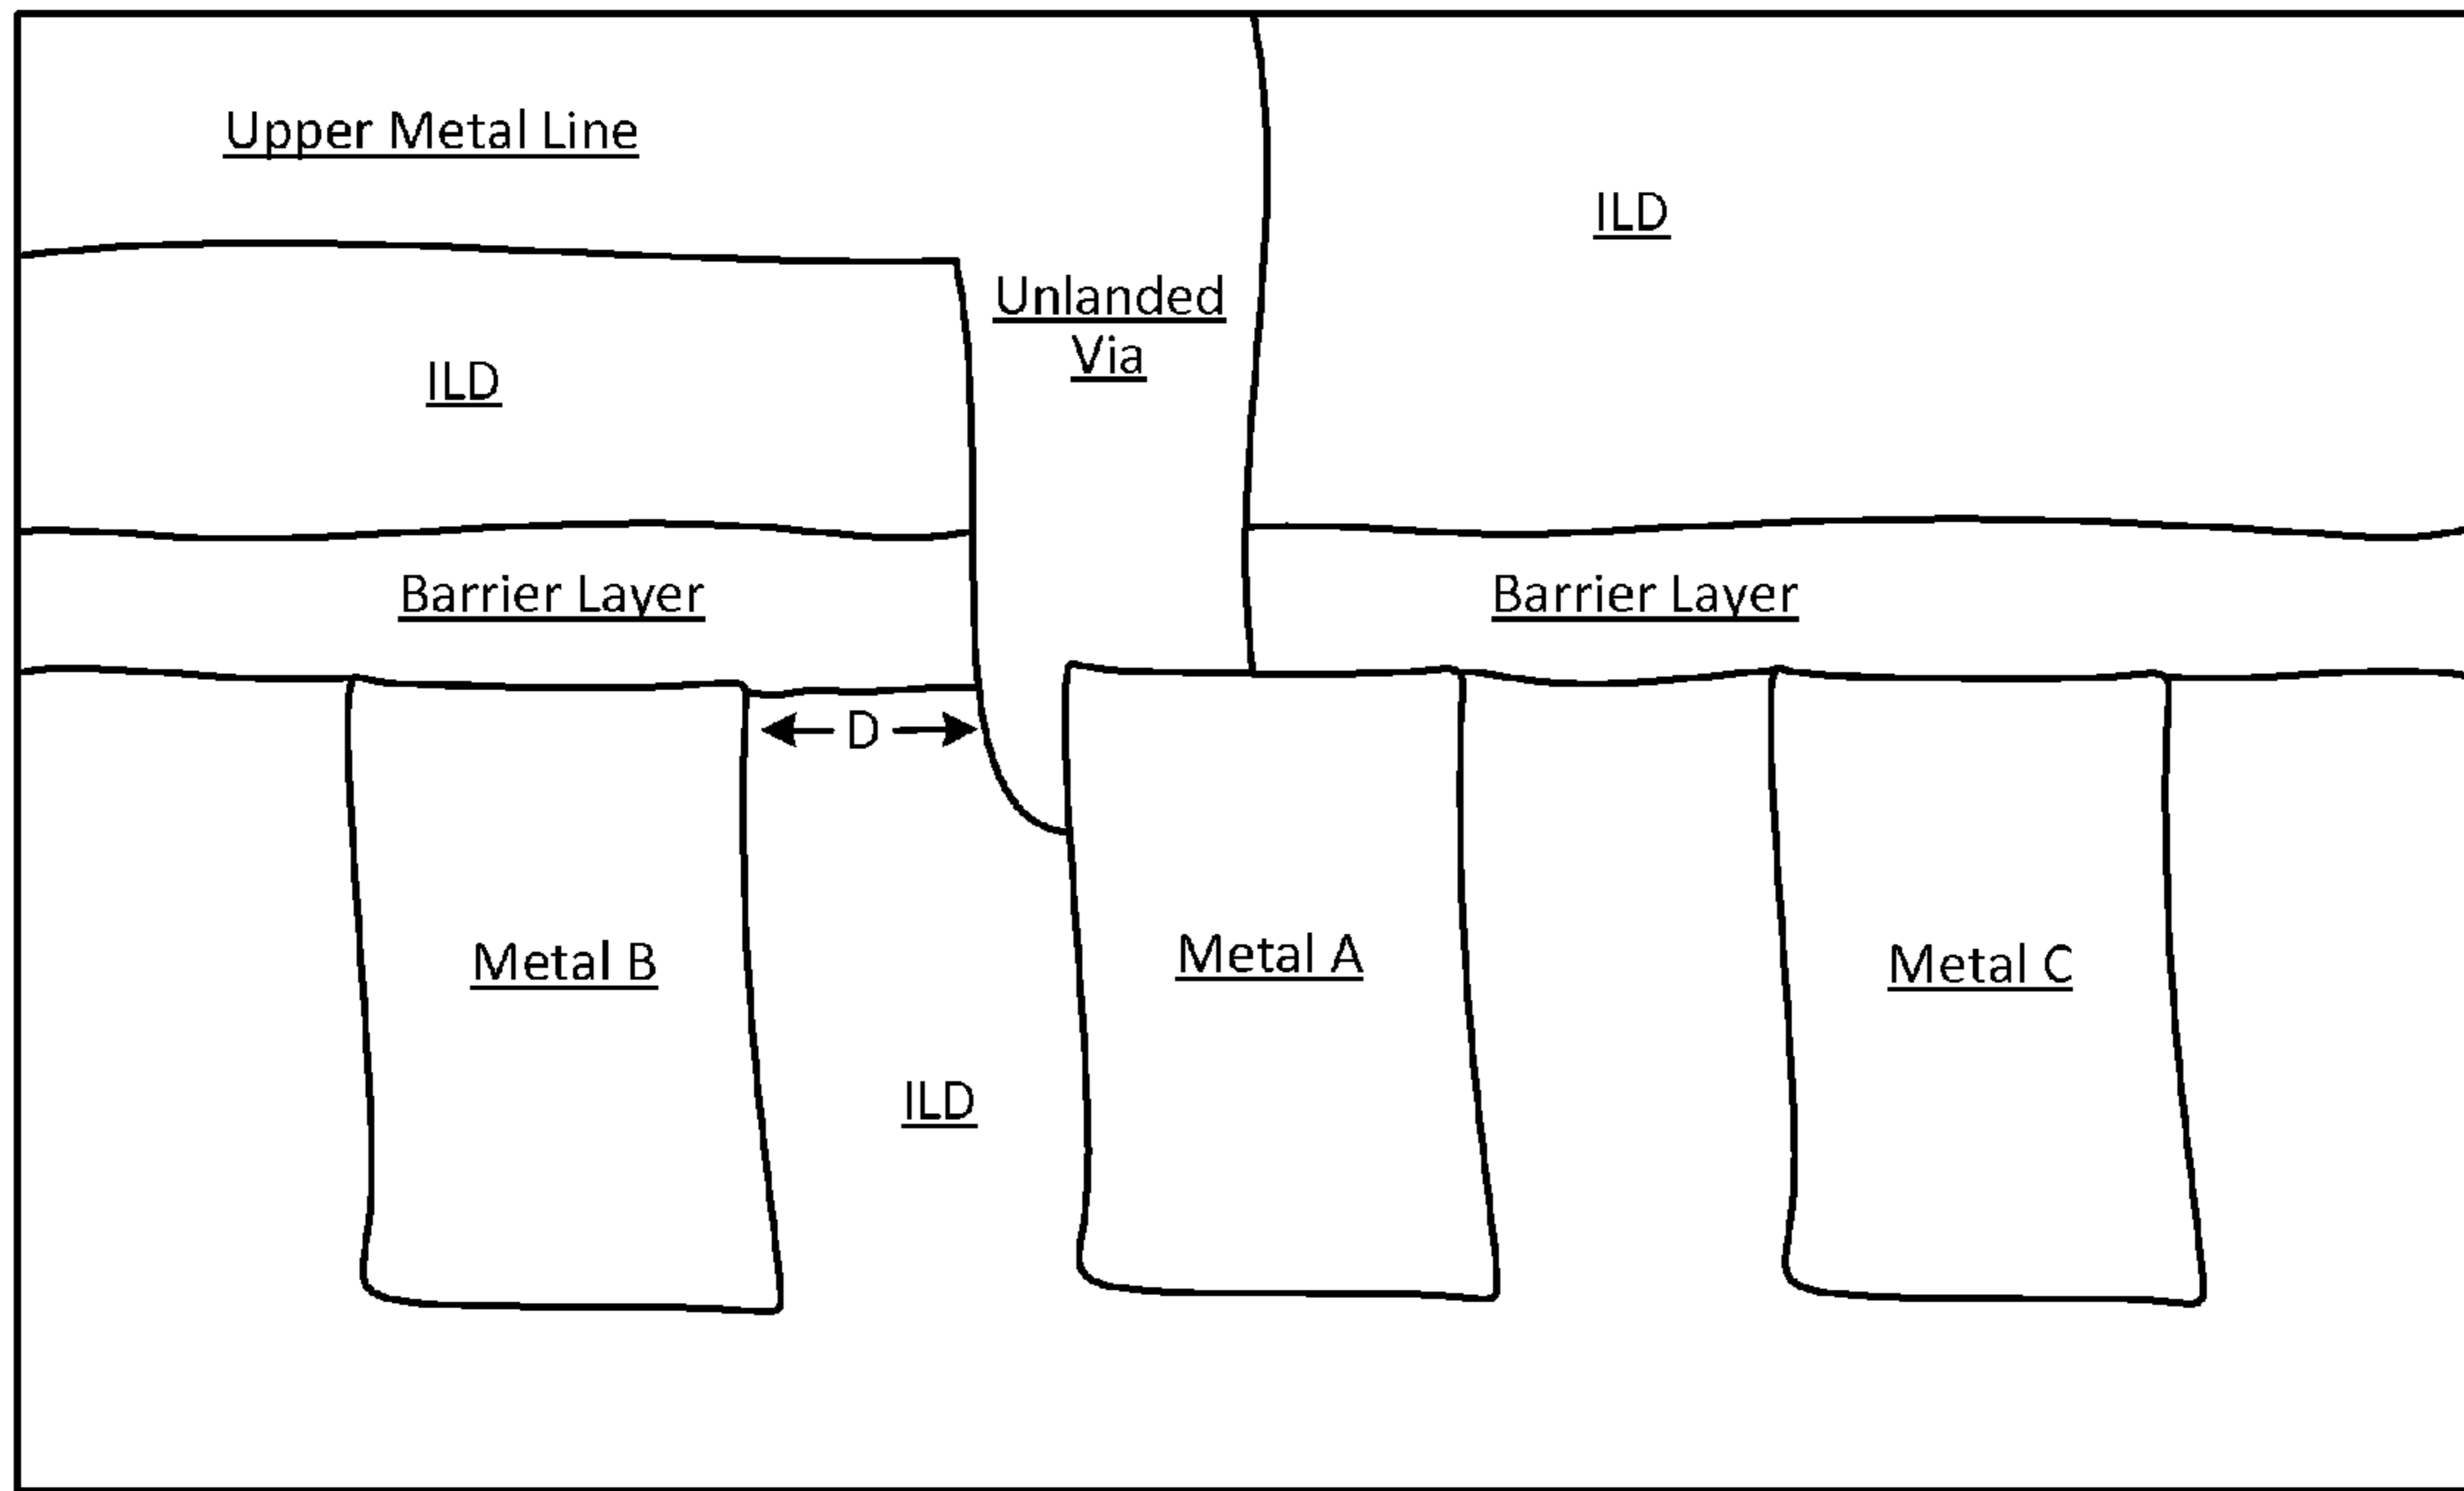 Upper Metal Line
ILD
Unlanded
Via
ILD
Barrier Layer
Barrier Layer
D
Metal B
Metal A
Metal C
ILD